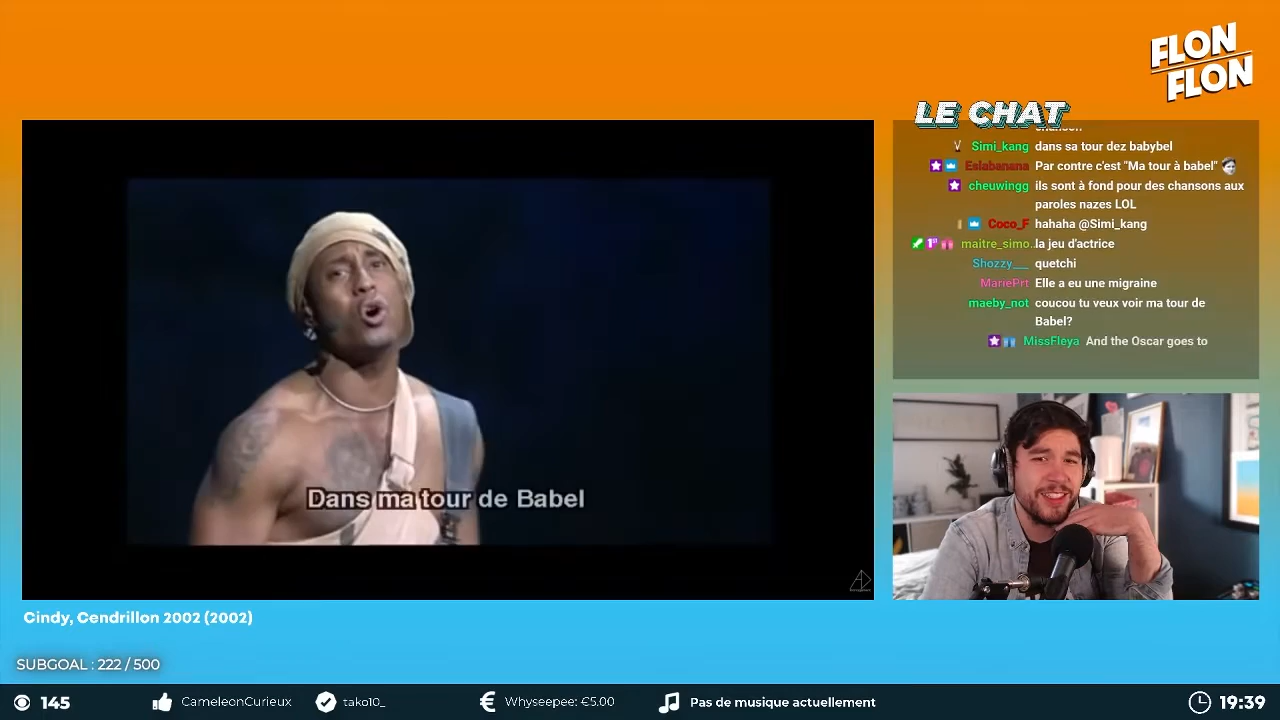 FLON
FLON
LE CHAT
chanson
Simi_kang dans sa tour dez babybel
Eslabanana Par contre c'est "Ma tour à babel"
cheuwingg ils sont à fond pour des chansons aux
paroles nazes LOL
Coco_F hahaha @Simi_kang
maitre_simo.. la jeu d'actrice
Shozzy___ quetchi
MariePrt Elle a eu une migraine
maeby_not coucou tu veux voir ma tour de
Babel?
MissFleya And the Oscar goes to
Dans ma tour de Babel
Cindy, Cendrillon 2002 (2002)
SUBGOAL : 222 / 500
145 CameleonCurieux tako10_ € Whyseepee: €5.00 Pas de musique actuellement 19:39